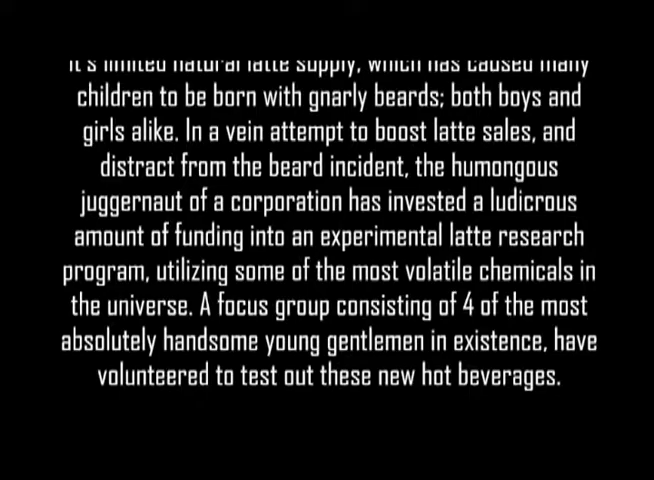 it's limited natural latte supply, which has caused many
children to be born with gnarly beards; both boys and
girls alike. In a vein attempt to boost latte sales, and
distract from the beard incident, the humongous
juggernaut of a corporation has invested a ludicrous
amount of funding into an experimental latte research
program, utilizing some of the most volatile chemicals in
the universe. A focus group consisting of 4 of the most
absolutely handsome young gentlemen in existence, have
volunteered to test out these new hot beverages.